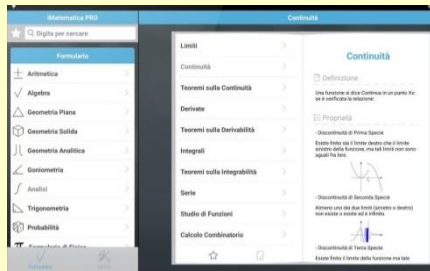 iMatematica PRO
Continuità
Digita per cercare
Formulario
Aritmetica
Algebra
Geometria Piana
Geometria Solida
Geometria Analitica
Goniometria
Analisi
Trigonometria
Probabilità
Formulario di Fisica
Formulario
Limiti
Continuità
Teoremi sulla Continuità
Derivate
Teoremi sulla Derivabilità
Integrali
Teoremi sulla Integrabilità
Serie
Studio di Funzioni
Calcolo Combinatorio
Continuità
Definizione
Una funzione si dice Continua in un punto Xo
se è verificata la relazione:
Proprietà
- Discontinuità di Prima Specie
Esiste finito sia il limite destro che il limite
sinistro della funzione, ma tali limiti non sono
uguali fra loro.
- Discontinuità di Seconda Specie
Almeno uno dei due limiti (sinistro o destro)
non esiste o esiste ed è infinito.
- Discontinuità di Terza Specie
Esiste finito il limite della funzione ma tale